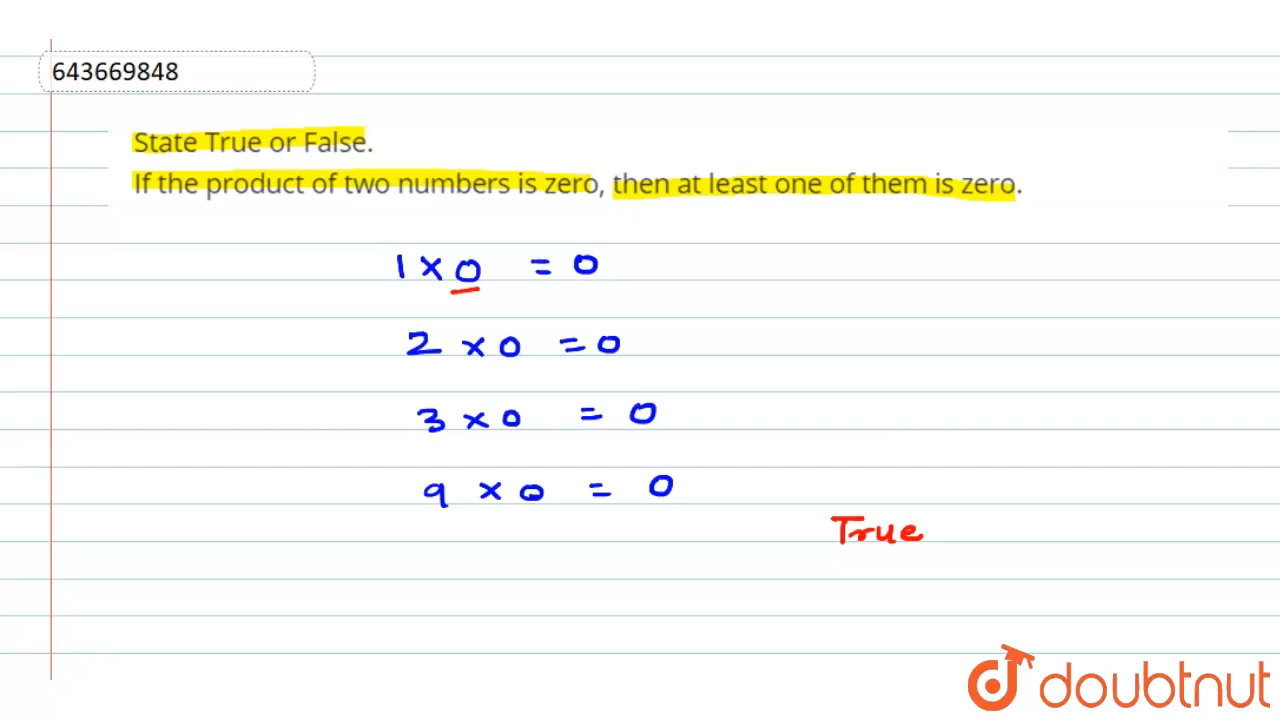 643669848
State True or False.
If the product of two numbers is zero, then at least one of them is zero.
1 × 0 = 0
2 × 0 = 0
3 × 0 = 0
9 × 0 = 0
True
doubtnut